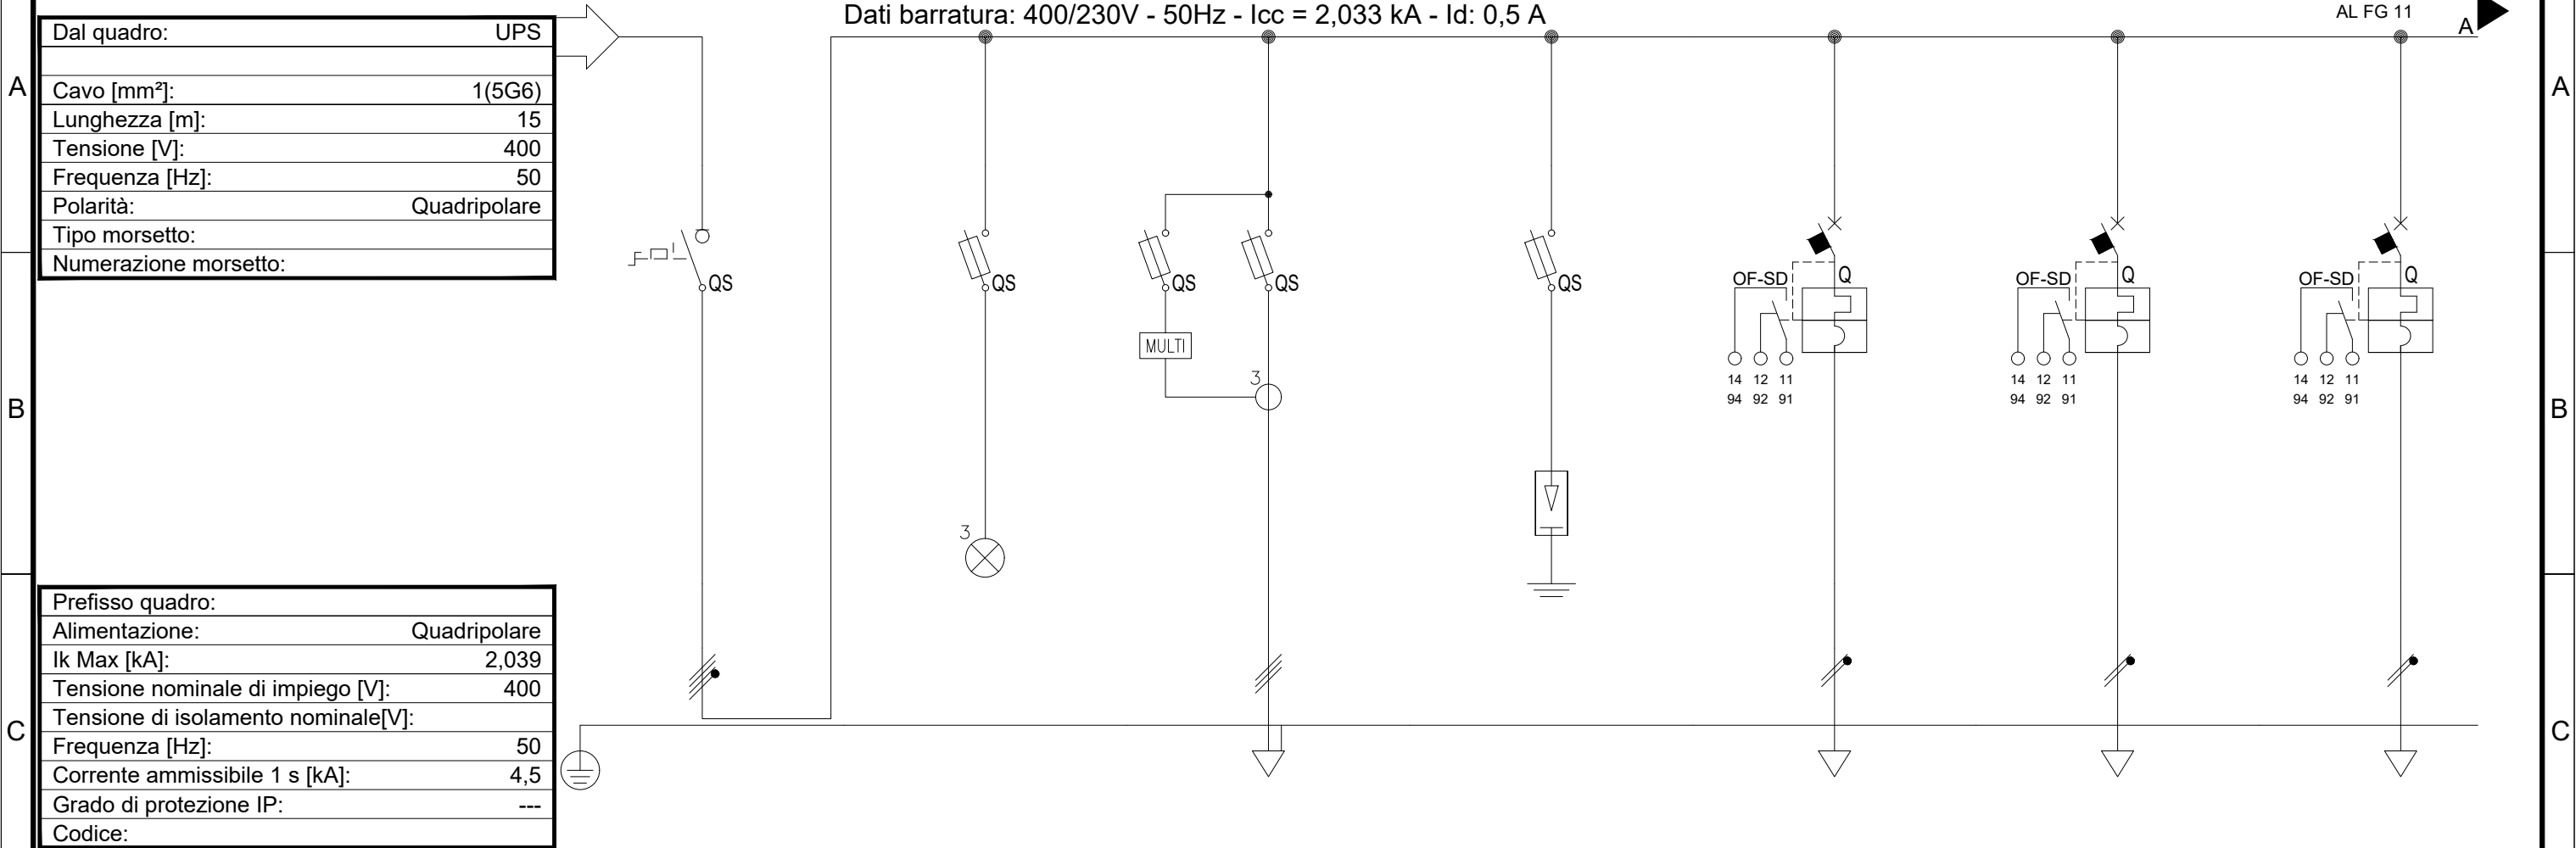 Dati barratura: 400/230V - 50Hz - Icc = 2,033 kA - Id: 0,5 A
AL FG 11
A
Dal quadro: UPS
Cavo [mm²]: 1(5G6)
Lunghezza [m]: 15
Tensione [V]: 400
Frequenza [Hz]: 50
Polarità: Quadripolare
Tipo morsetto:
Numerazione morsetto:
A
A
QS
QS
QS
QS
QS
OF-SD Q
OF-SD Q
OF-SD Q
MULTI
3
14 12 11
94 92 91
14 12 11
94 92 91
14 12 11
94 92 91
B
B
3
Prefisso quadro:
Alimentazione: Quadripolare
Ik Max [kA]: 2,039
Tensione nominale di impiego [V]: 400
Tensione di isolamento nominale[V]:
Frequenza [Hz]: 50
Corrente ammissibile 1 s [kA]: 4,5
Grado di protezione IP: ---
Codice:
C
C